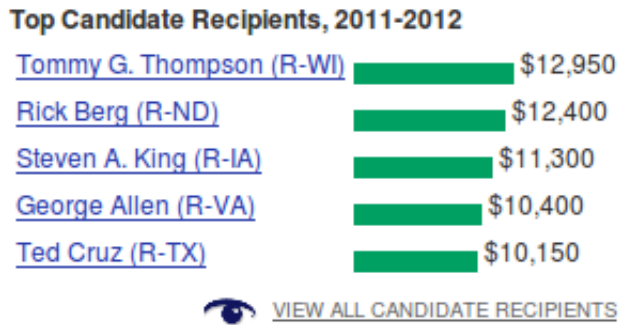 Top Candidate Recipients, 2011-2012
Tommy G. Thompson (R-WI) $12,950
Rick Berg (R-ND) $12,400
Steven A. King (R-IA) $11,300
George Allen (R-VA) $10,400
Ted Cruz (R-TX) $10,150
VIEW ALL CANDIDATE RECIPIENTS